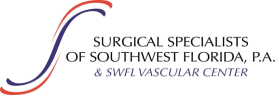 SURGICAL SPECIALISTS
OF SOUTHWEST FLORIDA, P.A.
& SWFL VASCULAR CENTER